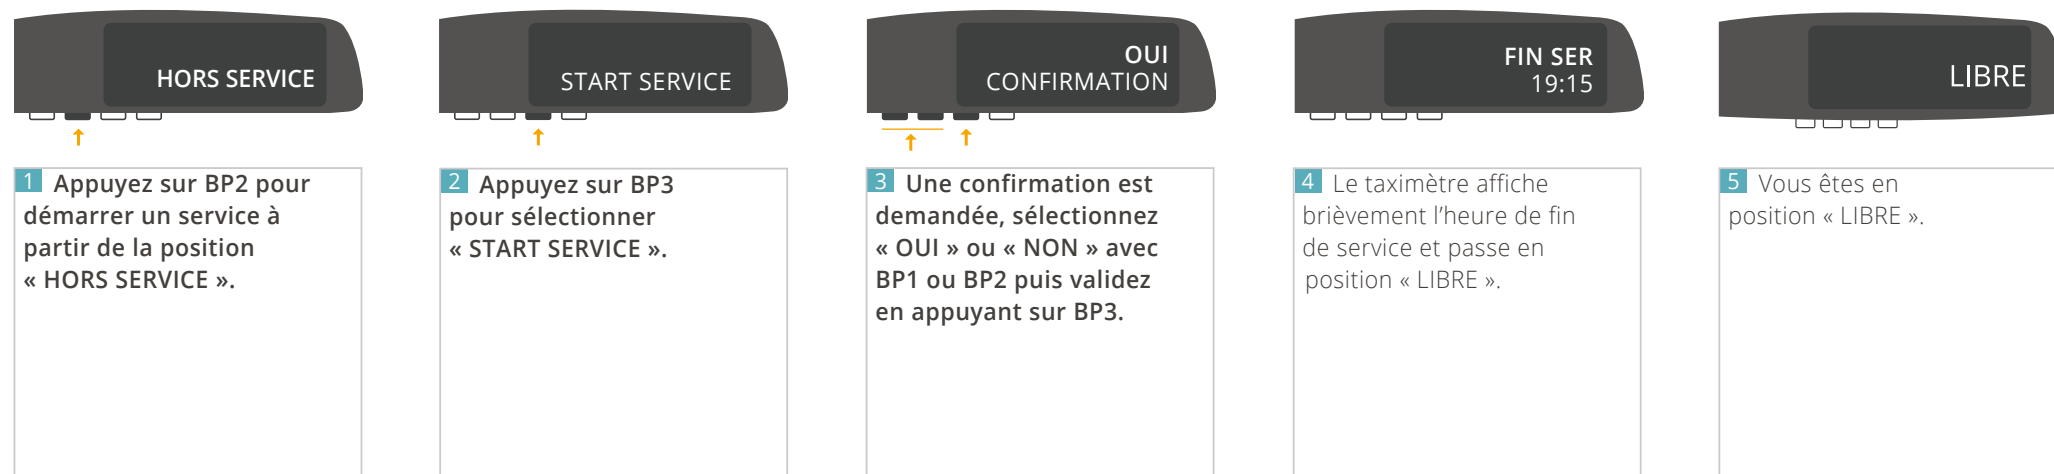 HORS SERVICE
1 Appuyez sur BP2 pour
démarrer un service à
partir de la position
« HORS SERVICE ».
START SERVICE
2 Appuyez sur BP3
pour sélectionner
« START SERVICE ».
OUI
CONFIRMATION
3 Une confirmation est
demandée, sélectionnez
« OUI » ou « NON » avec
BP1 ou BP2 puis validez
en appuyant sur BP3.
FIN SER
19:15
4 Le taximètre affiche
brièvement l’heure de fin
de service et passe en
position « LIBRE ».
LIBRE
5 Vous êtes en
position « LIBRE ».